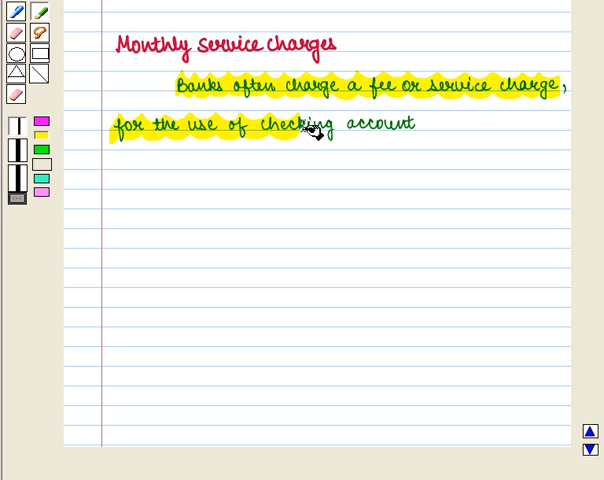 Monthly service charges
Banks often charge a fee or service charge,
for the use of checking account